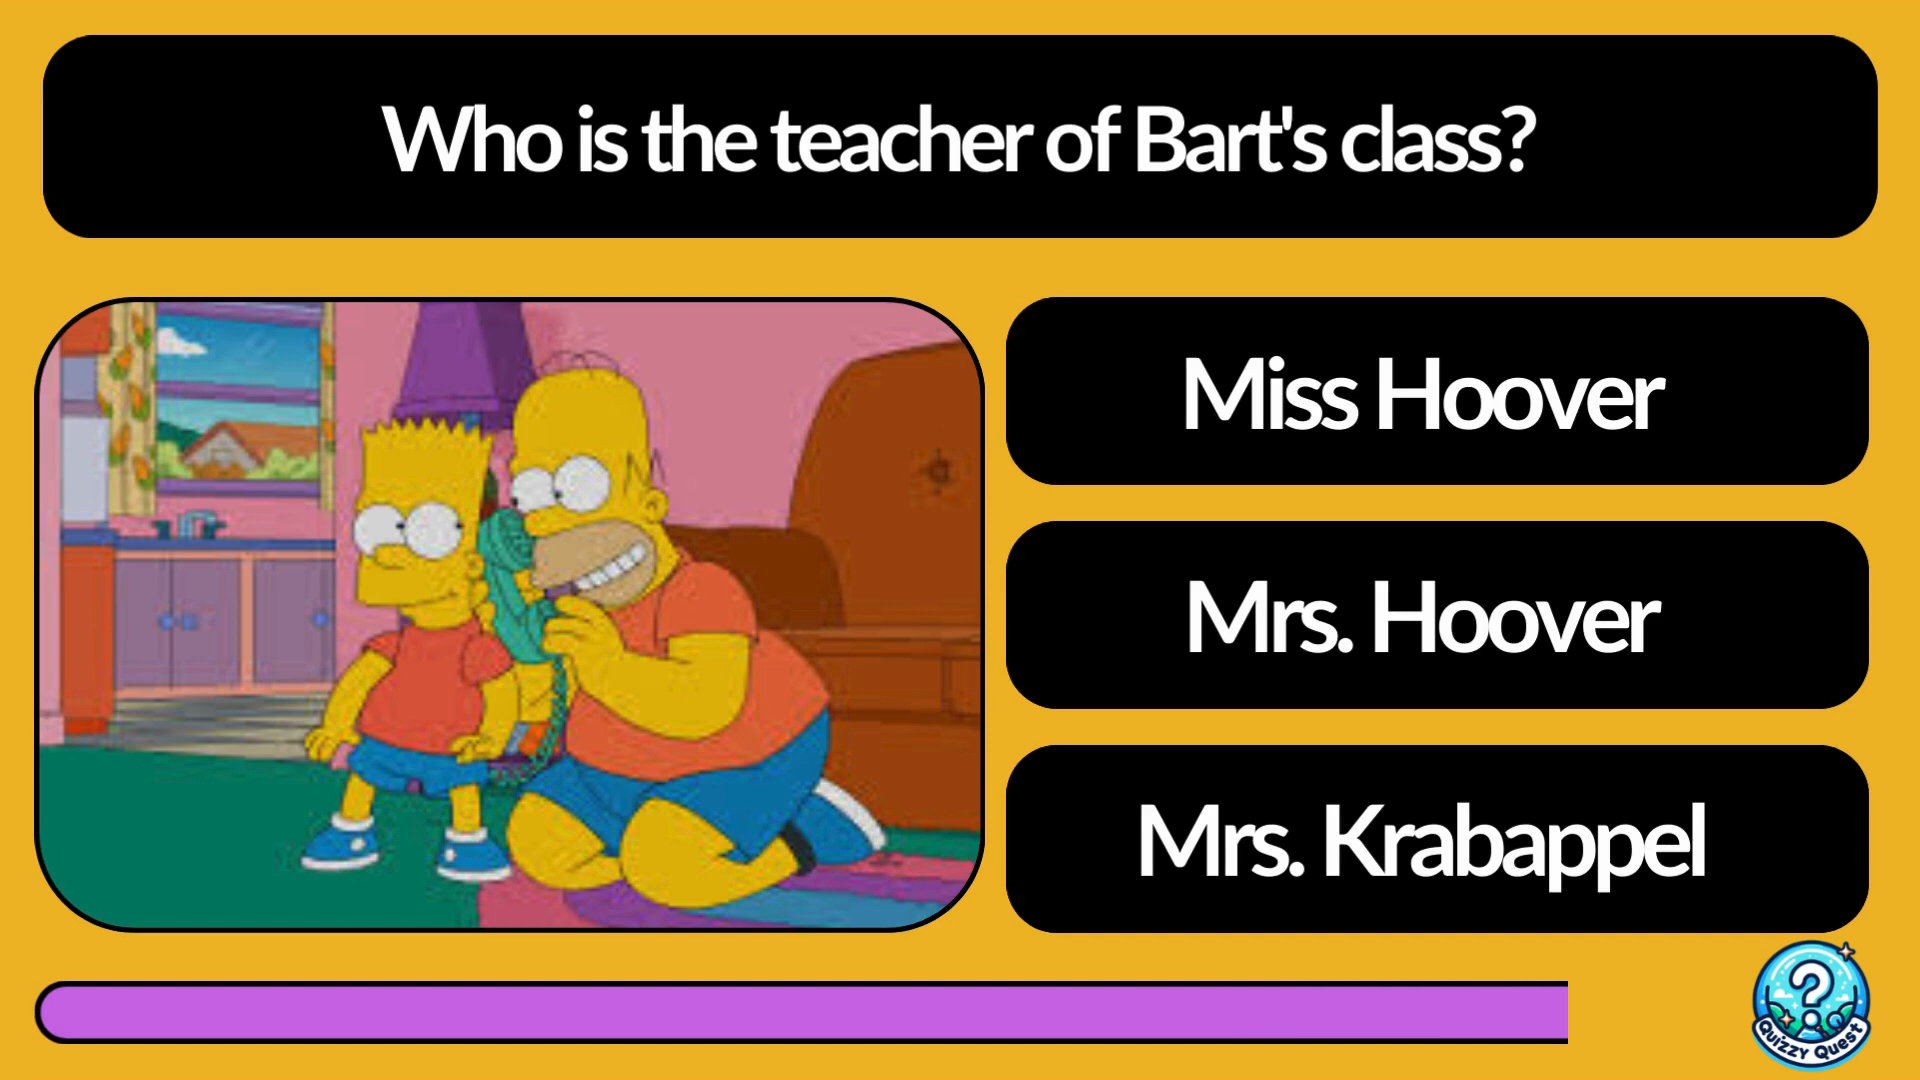 Who is the teacher of Bart's class?
Miss Hoover
Mrs. Hoover
Mrs. Krabappel
Quizzy Quest